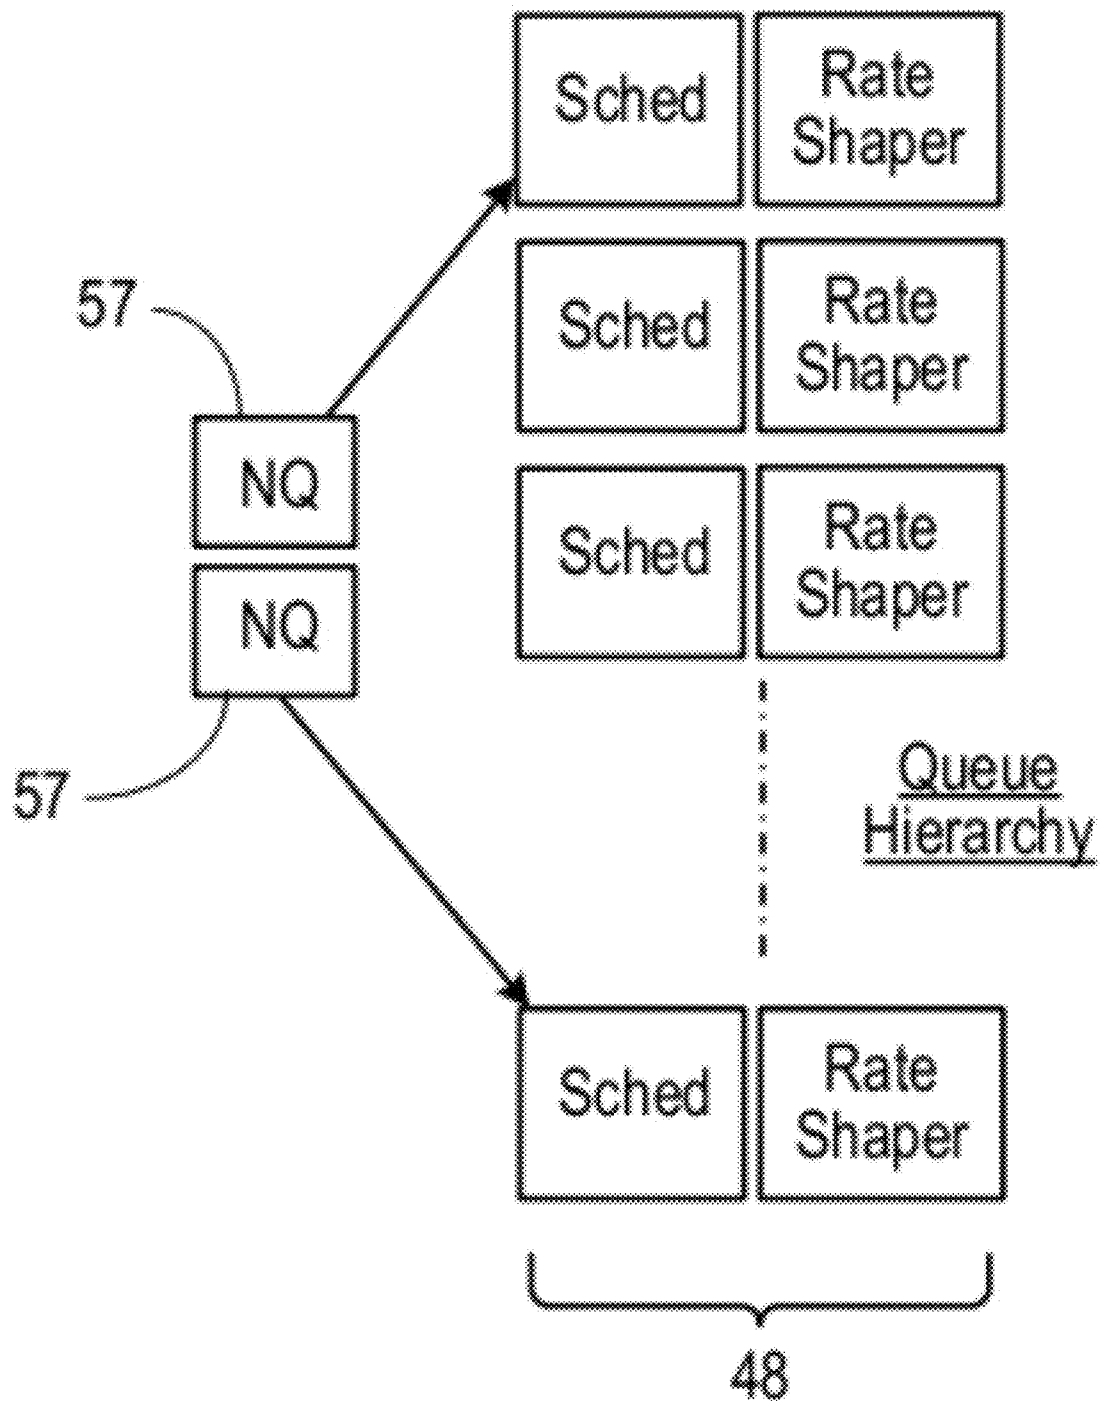 Sched
Rate
Shaper
Sched
Rate
Shaper
57
NQ
Sched
Rate
Shaper
NQ
57
Queue
Hierarchy
Sched
Rate
Shaper
48